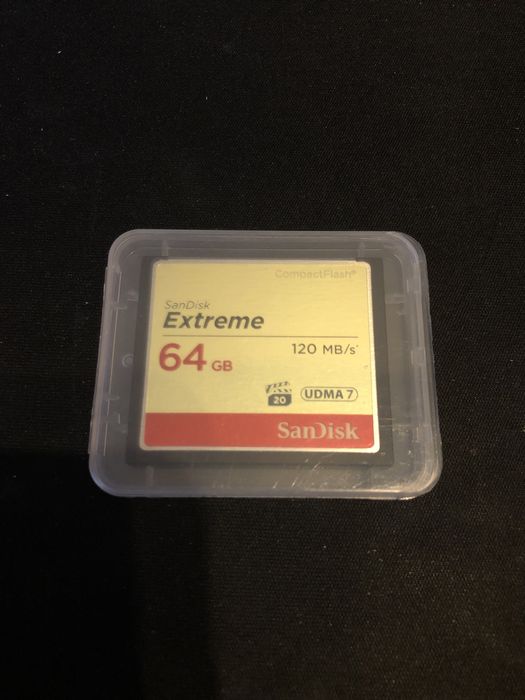 CompactFlash®
SanDisk
Extreme
64 GB
120 MB/s*
20
UDMA 7
SanDisk